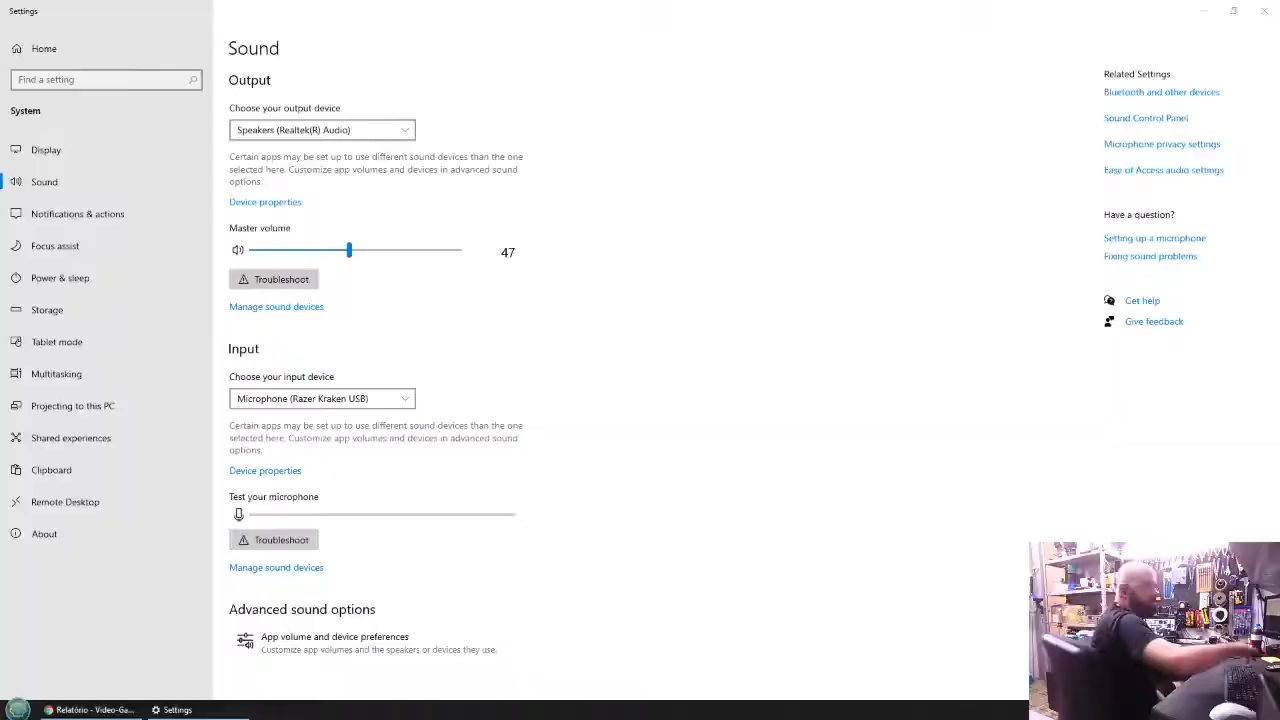 Settings
Home
Find a setting
System
Display
Sound
Notifications & actions
Focus assist
Power & sleep
Storage
Tablet mode
Multitasking
Projecting to this PC
Shared experiences
Clipboard
Remote Desktop
About
Sound
Output
Choose your output device
Speakers (Realtek(R) Audio)
Certain apps may be set up to use different sound devices than the one
selected here. Customize app volumes and devices in advanced sound
options.
Device properties
Master volume
47
Troubleshoot
Manage sound devices
Input
Choose your input device
Microphone (Razer Kraken USB)
Certain apps may be set up to use different sound devices than the one
selected here. Customize app volumes and devices in advanced sound
options.
Device properties
Test your microphone
Troubleshoot
Manage sound devices
Advanced sound options
App volume and device preferences
Customize app volumes and the speakers or devices they use.
Related Settings
Bluetooth and other devices
Sound Control Panel
Microphone privacy settings
Ease of Access audio settings
Have a question?
Setting up a microphone
Fixing sound problems
Get help
Give feedback
Relatório - Video-Ga...
Settings